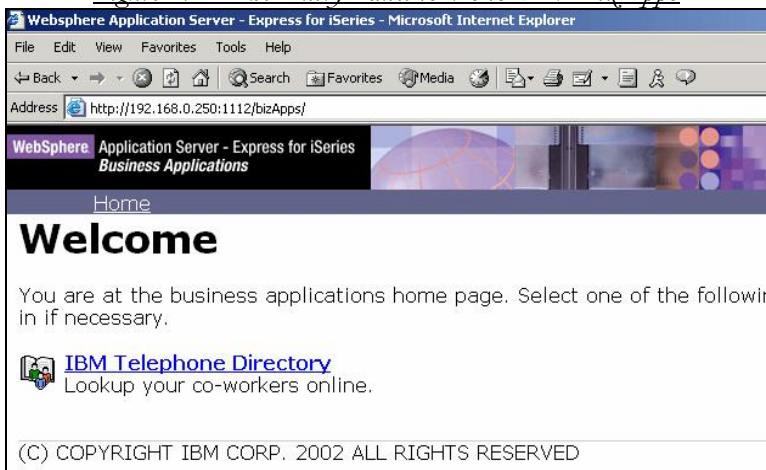 Websphere Application Server - Express for iSeries - Microsoft Internet Explorer
File Edit View Favorites Tools Help
Back Search Favorites Media
Address http://192.168.0.250:1112/bizApps/
WebSphere Application Server - Express for iSeries
Business Applications
Home
Welcome
You are at the business applications home page. Select one of the
in if necessary.
IBM Telephone Directory
Lookup your co-workers online.
(C) COPYRIGHT IBM CORP. 2002 ALL RIGHTS RESERVED